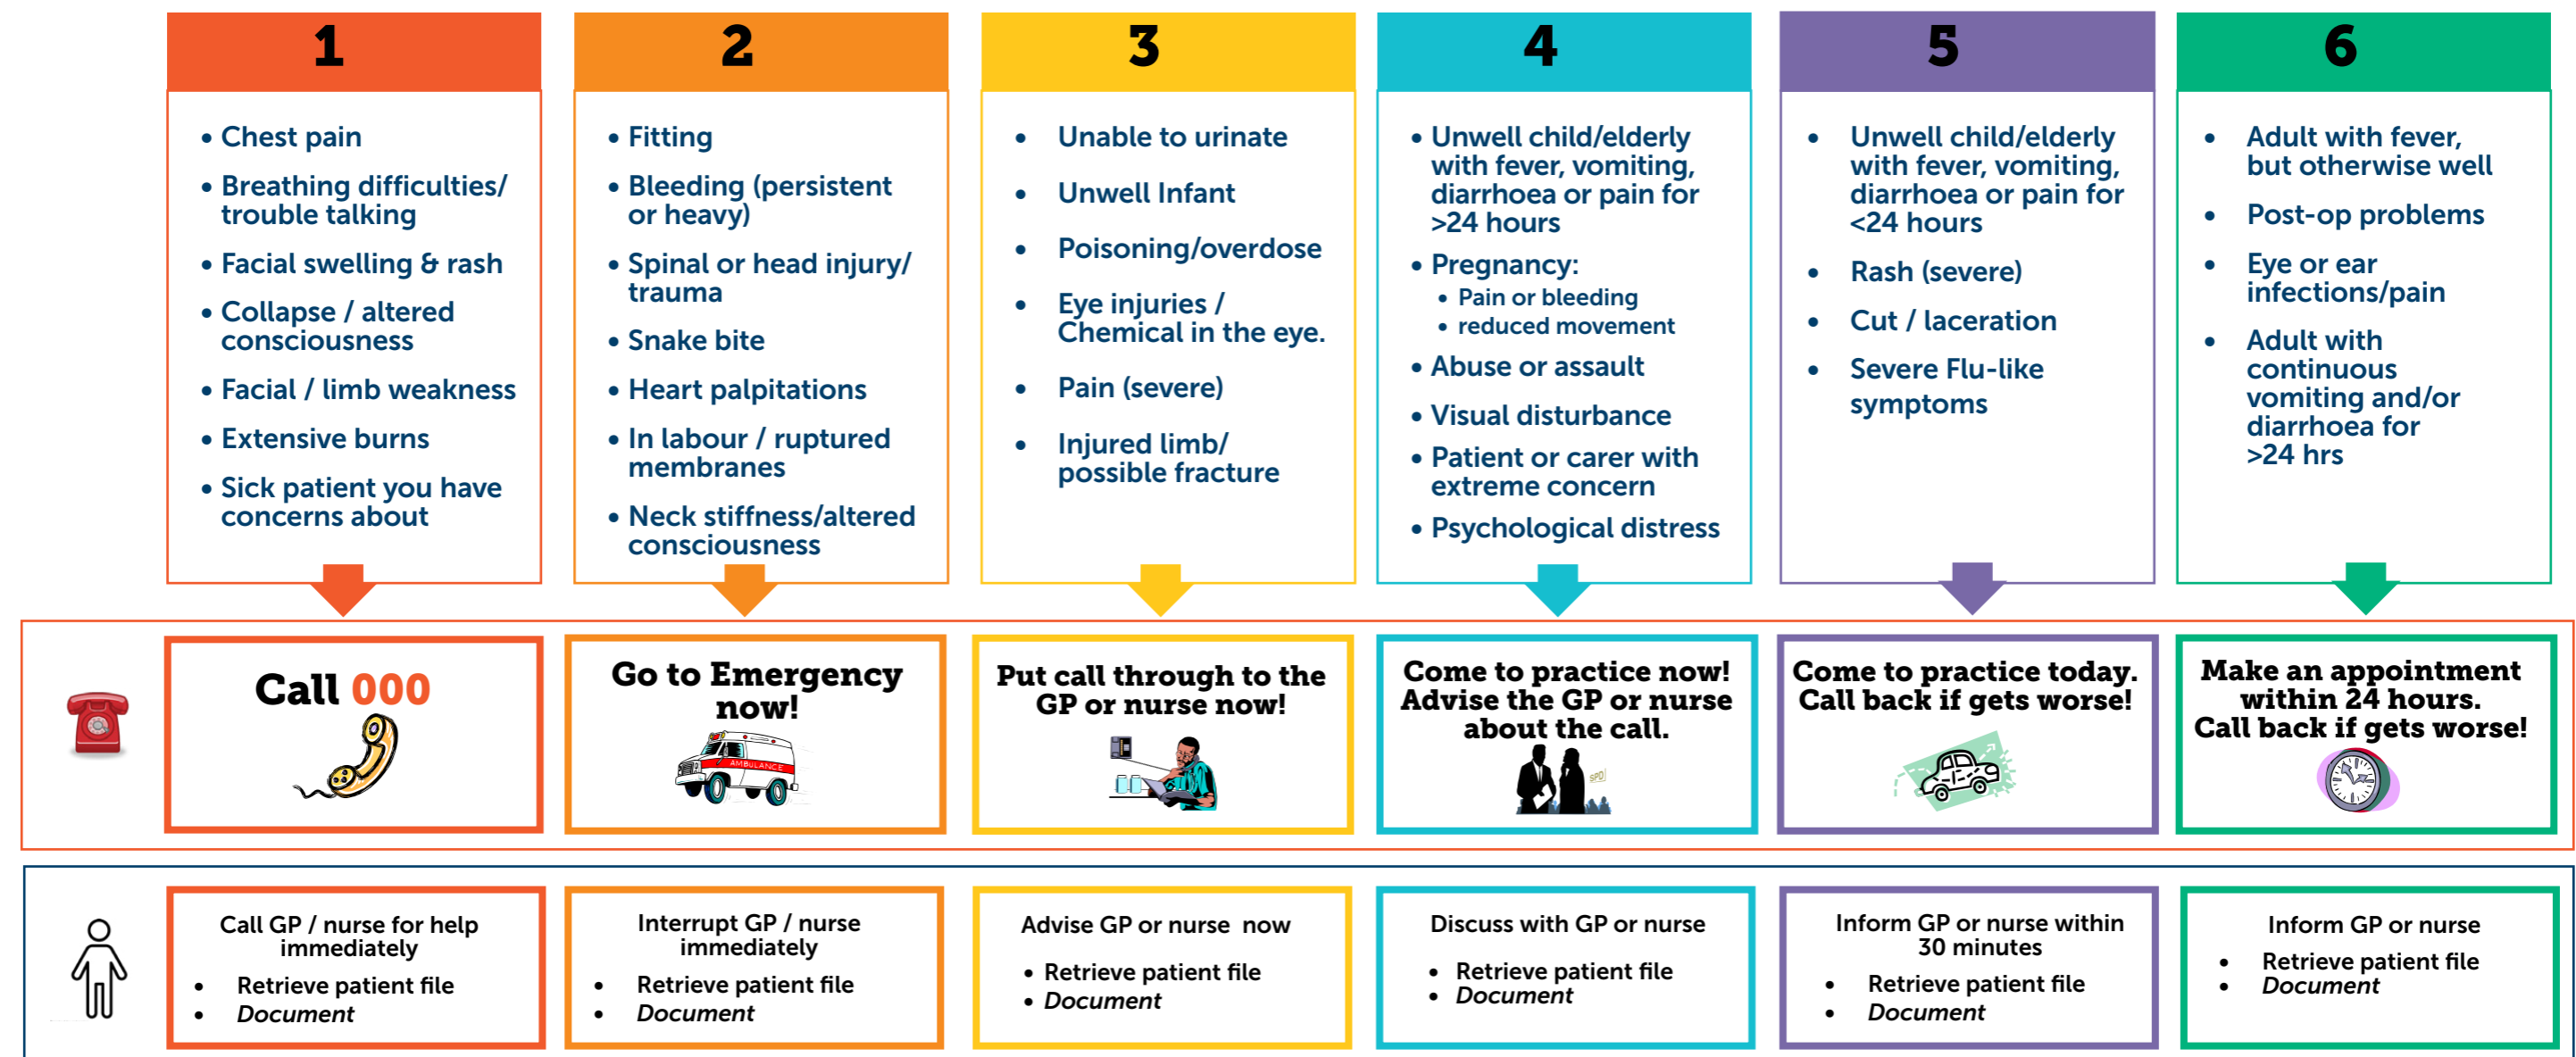 1
• Chest pain
• Breathing difficulties/
trouble talking
• Facial swelling & rash
• Collapse / altered
consciousness
• Facial / limb weakness
• Extensive burns
• Sick patient you have
concerns about
2
• Fitting
• Bleeding (persistent
or heavy)
• Spinal or head injury/
trauma
• Snake bite
• Heart palpitations
• In labour / ruptured
membranes
• Neck stiffness/altered
consciousness
3
• Unable to urinate
• Unwell Infant
• Poisoning/overdose
• Eye injuries /
Chemical in the eye.
• Pain (severe)
• Injured limb/
possible fracture
4
• Unwell child/elderly
with fever, vomiting,
diarrhoea or pain for
>24 hours
• Pregnancy:
• Pain or bleeding
• reduced movement
• Abuse or assault
• Visual disturbance
• Patient or carer with
extreme concern
• Psychological distress
5
• Unwell child/elderly
with fever, vomiting,
diarrhoea or pain for
<24 hours
• Rash (severe)
• Cut / laceration
• Severe Flu-like
symptoms
6
• Adult with fever,
but otherwise well
• Post-op problems
• Eye or ear
infections/pain
• Adult with
continuous
vomiting and/or
diarrhoea for
>24 hrs
Call 000
Go to Emergency
now!
AMBULANCE
Put call through to the
GP or nurse now!
Come to practice now!
Advise the GP or nurse
about the call.
SPD
Come to practice today.
Call back if gets worse!
Make an appointment
within 24 hours.
Call back if gets worse!
Call GP / nurse for help
immediately
• Retrieve patient file
• Document
Interrupt GP / nurse
immediately
• Retrieve patient file
• Document
Advise GP or nurse now
• Retrieve patient file
• Document
Discuss with GP or nurse
• Retrieve patient file
• Document
Inform GP or nurse within
30 minutes
• Retrieve patient file
• Document
Inform GP or nurse
• Retrieve patient file
• Document